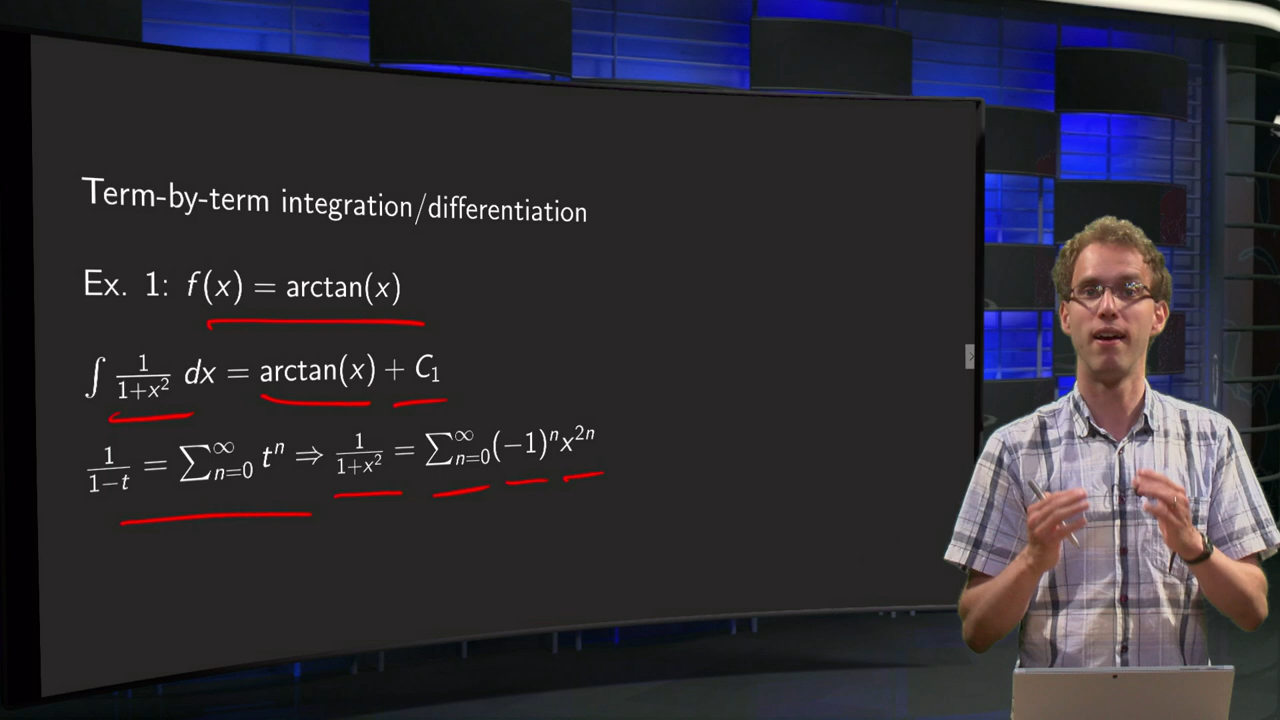 Term-by-term integration/differentiation
Ex. 1: f(x) = arctan(x)
∫ 1/(1+x²) dx = arctan(x) + C₁
1/(1−t) = ∑_{n=0}^{∞} tⁿ ⇒ 1/(1+x²) = ∑_{n=0}^{∞} (−1)ⁿx²ⁿ